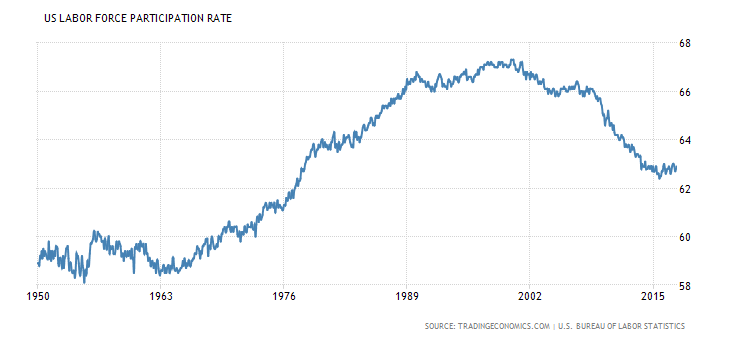 US LABOR FORCE PARTICIPATION RATE
68
66
64
62
60
58
1950 1963 1976 1989 2002 2015
SOURCE: TRADINGECONOMICS.COM | U.S. BUREAU OF LABOR STATISTICS